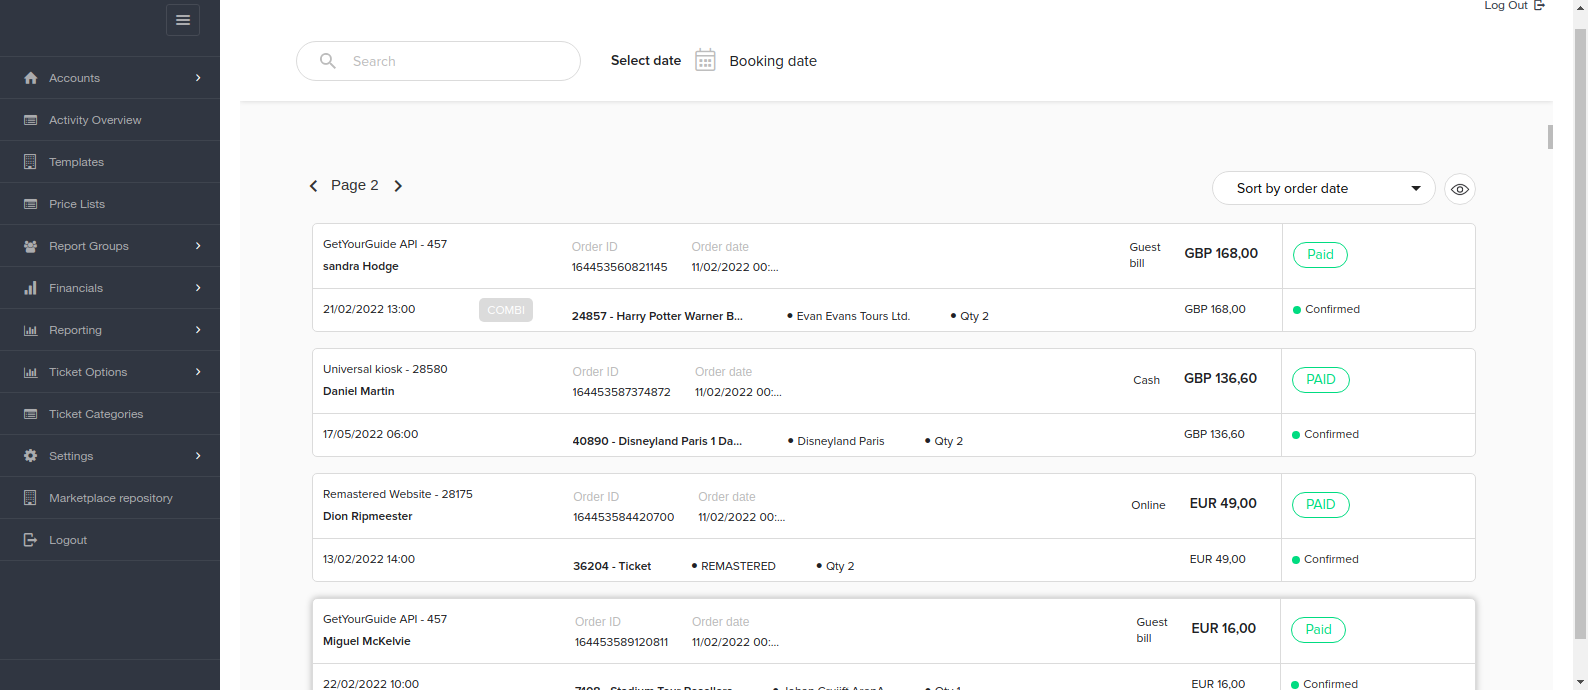 Log Out
Accounts
Activity Overview
Templates
Price Lists
Report Groups
Financials
Reporting
Ticket Options
Ticket Categories
Settings
Marketplace repository
Logout
Search Select date Booking date
Page 2 Sort by order date
GetYourGuide API - 457 Order ID Order date Guest bill GBP 168,00 Paid
sandra Hodge 164453560821145 11/02/2022 00:...
21/02/2022 13:00 COMBI 24857 - Harry Potter Warner B... • Evan Evans Tours Ltd. • Qty 2 GBP 168,00 Confirmed
Universal kiosk - 28580 Order ID Order date Cash GBP 136,60 PAID
Daniel Martin 164453587374872 11/02/2022 00:...
17/05/2022 06:00 40890 - Disneyland Paris 1 Da... • Disneyland Paris • Qty 2 GBP 136,60 Confirmed
Remastered Website - 28175 Order ID Order date Online EUR 49,00 PAID
Dion Ripmeester 164453584420700 11/02/2022 00:...
13/02/2022 14:00 36204 - Ticket • REMASTERED • Qty 2 EUR 49,00 Confirmed
GetYourGuide API - 457 Order ID Order date Guest bill EUR 16,00 Paid
Miguel McKelvie 164453589120811 11/02/2022 00:...
22/02/2022 10:00 EUR 16,00 Confirmed